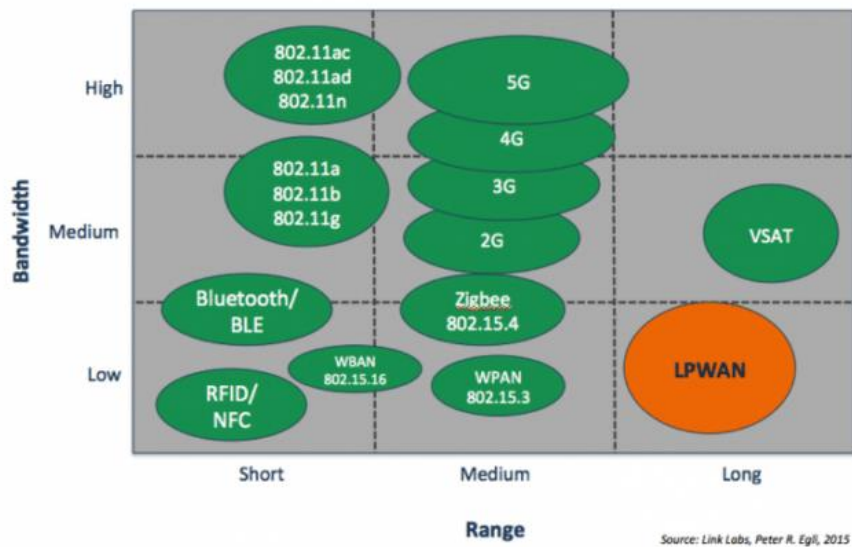 802.11ac
802.11ad
802.11n
5G
High
4G
802.11a
802.11b
802.11g
3G
2G
VSAT
Medium
Bandwidth
Bluetooth/
BLE
Zigbee
802.15.4
WBAN
802.15.16
WPAN
802.15.3
LPWAN
Low
RFID/
NFC
Short
Medium
Long
Range
Source: Link Labs, Peter R. Egli, 2015